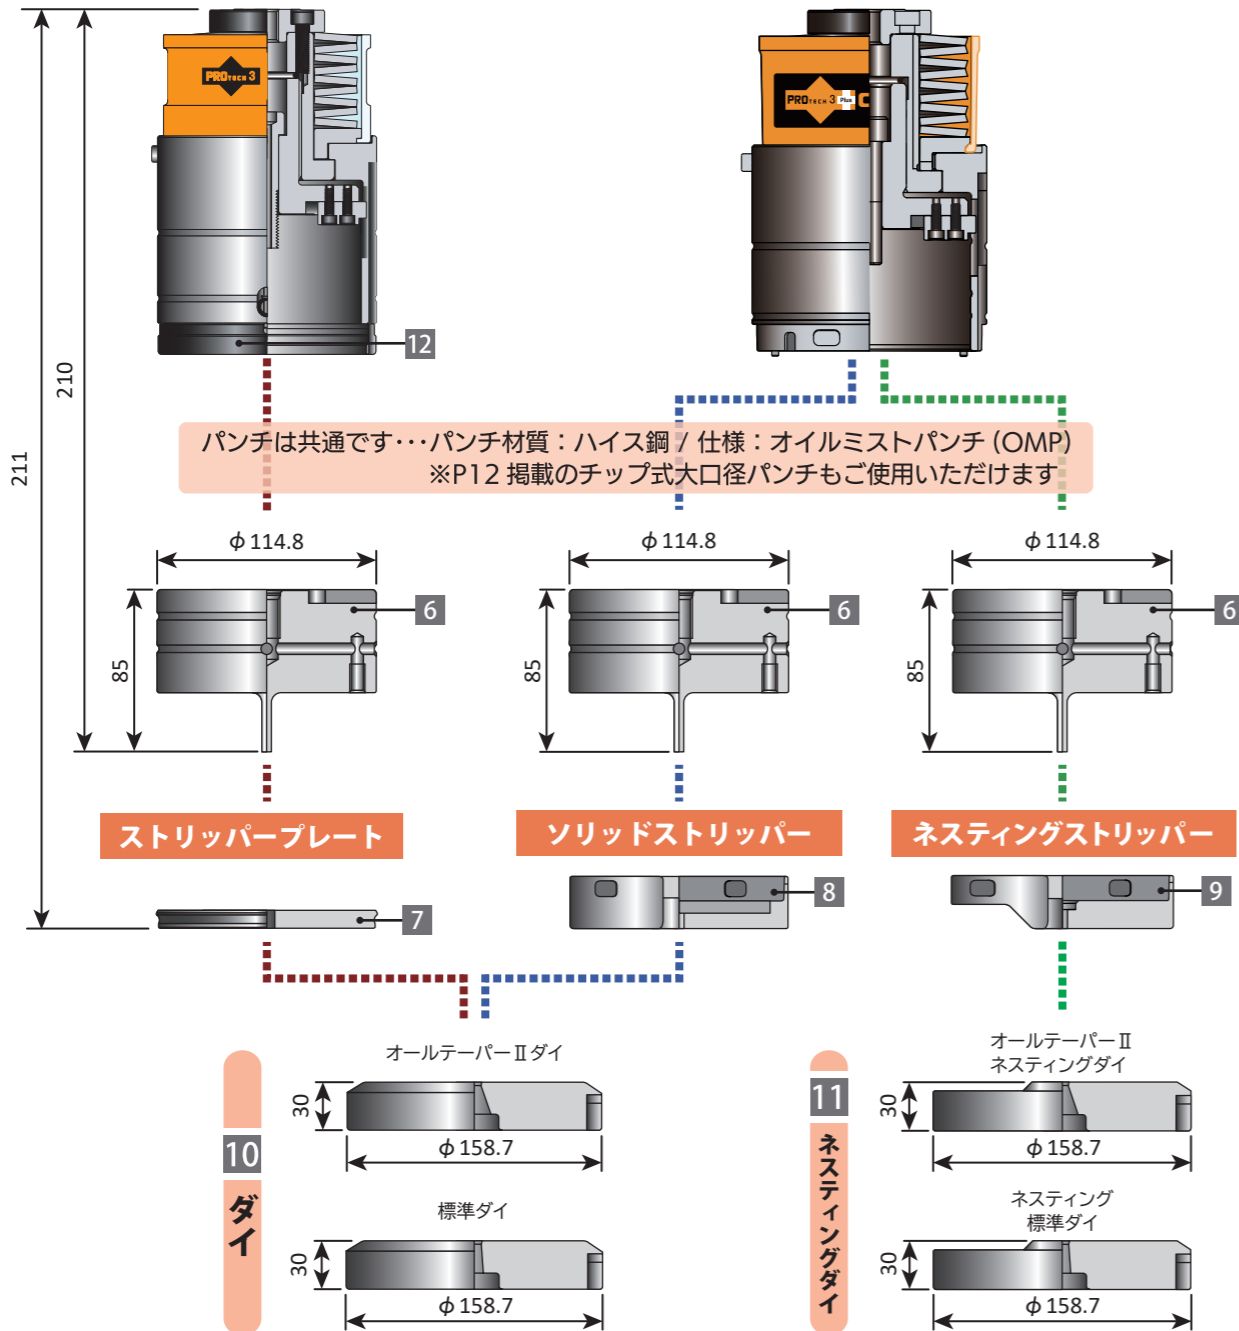 PROTECH 3
PROTECH 3 Plus C
12
210
211
パンチは共通です･･･パンチ材質：ハイス鋼 / 仕様：オイルミストパンチ (OMP)
※P12 掲載のチップ式大口径パンチもご使用いただけます
φ 114.8
φ 114.8
φ 114.8
85
6
85
6
85
6
ストリッパープレート
ソリッドストリッパー
ネスティングストリッパー
7
8
9
10
ダイ
オールテーパーⅡダイ
30
φ 158.7
標準ダイ
30
φ 158.7
11
ネスティングダイ
オールテーパーⅡ
ネスティングダイ
30
φ 158.7
ネスティング
標準ダイ
30
φ 158.7